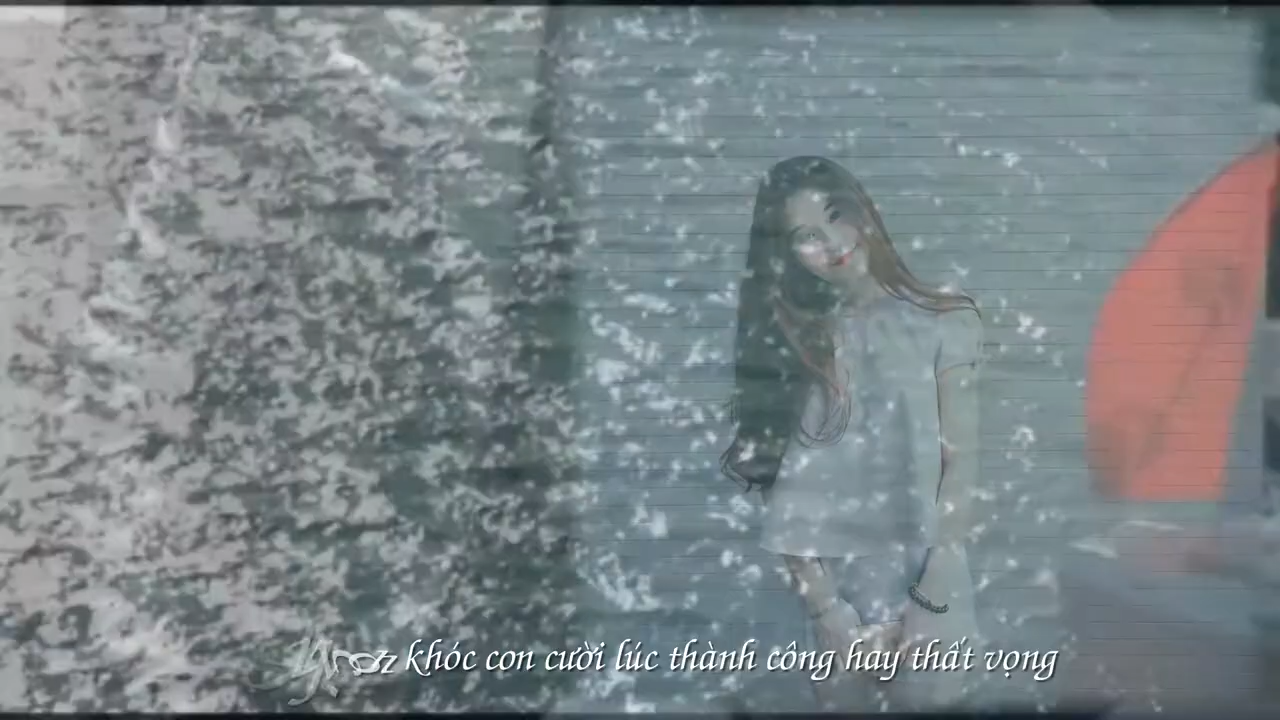 khóc con cười lúc thành công hay thất vọng